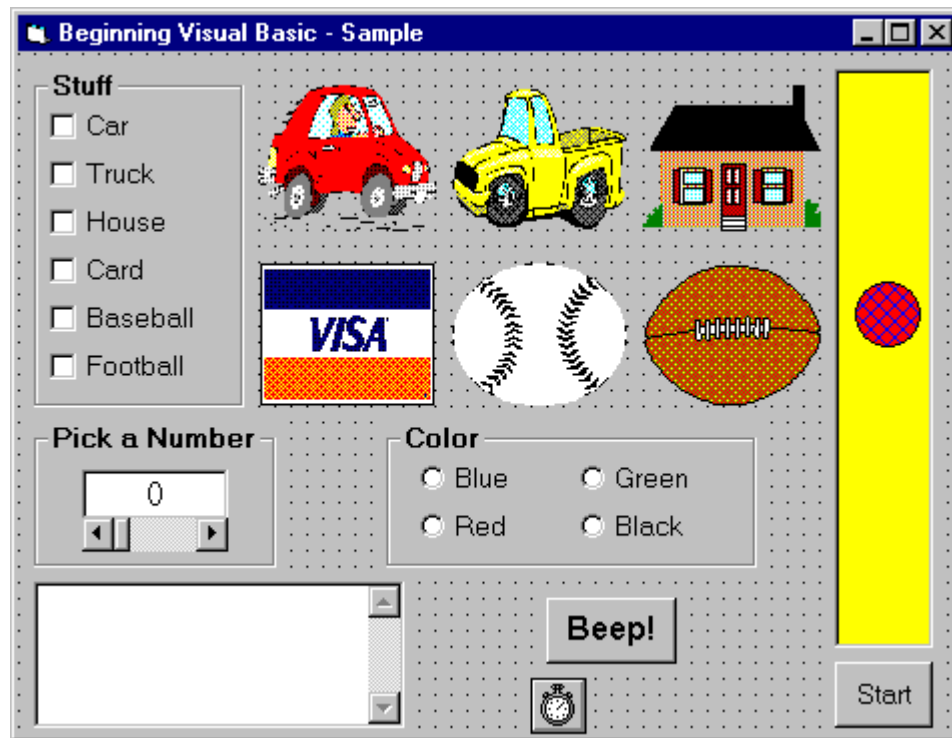 Beginning Visual Basic - Sample
Stuff
Car
Truck
House
Card
Baseball
Football
VISA
Pick a Number
0
Color
Blue
Green
Red
Black
Beep!
Start